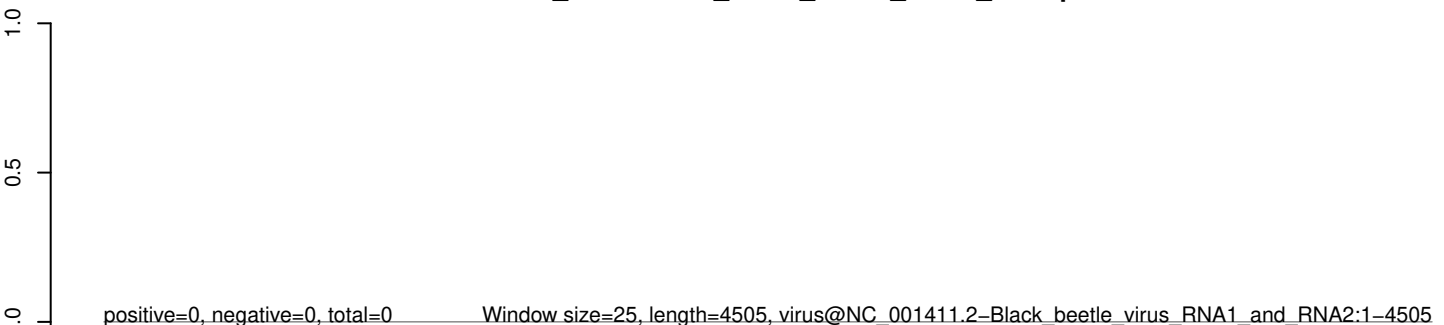 1.0
0.5
.0
positive=0, negative=0, total=0
Window size=25, length=4505, virus@NC_001411.2−Black_beetle_virus_RNA1_and_RNA2:1−4505